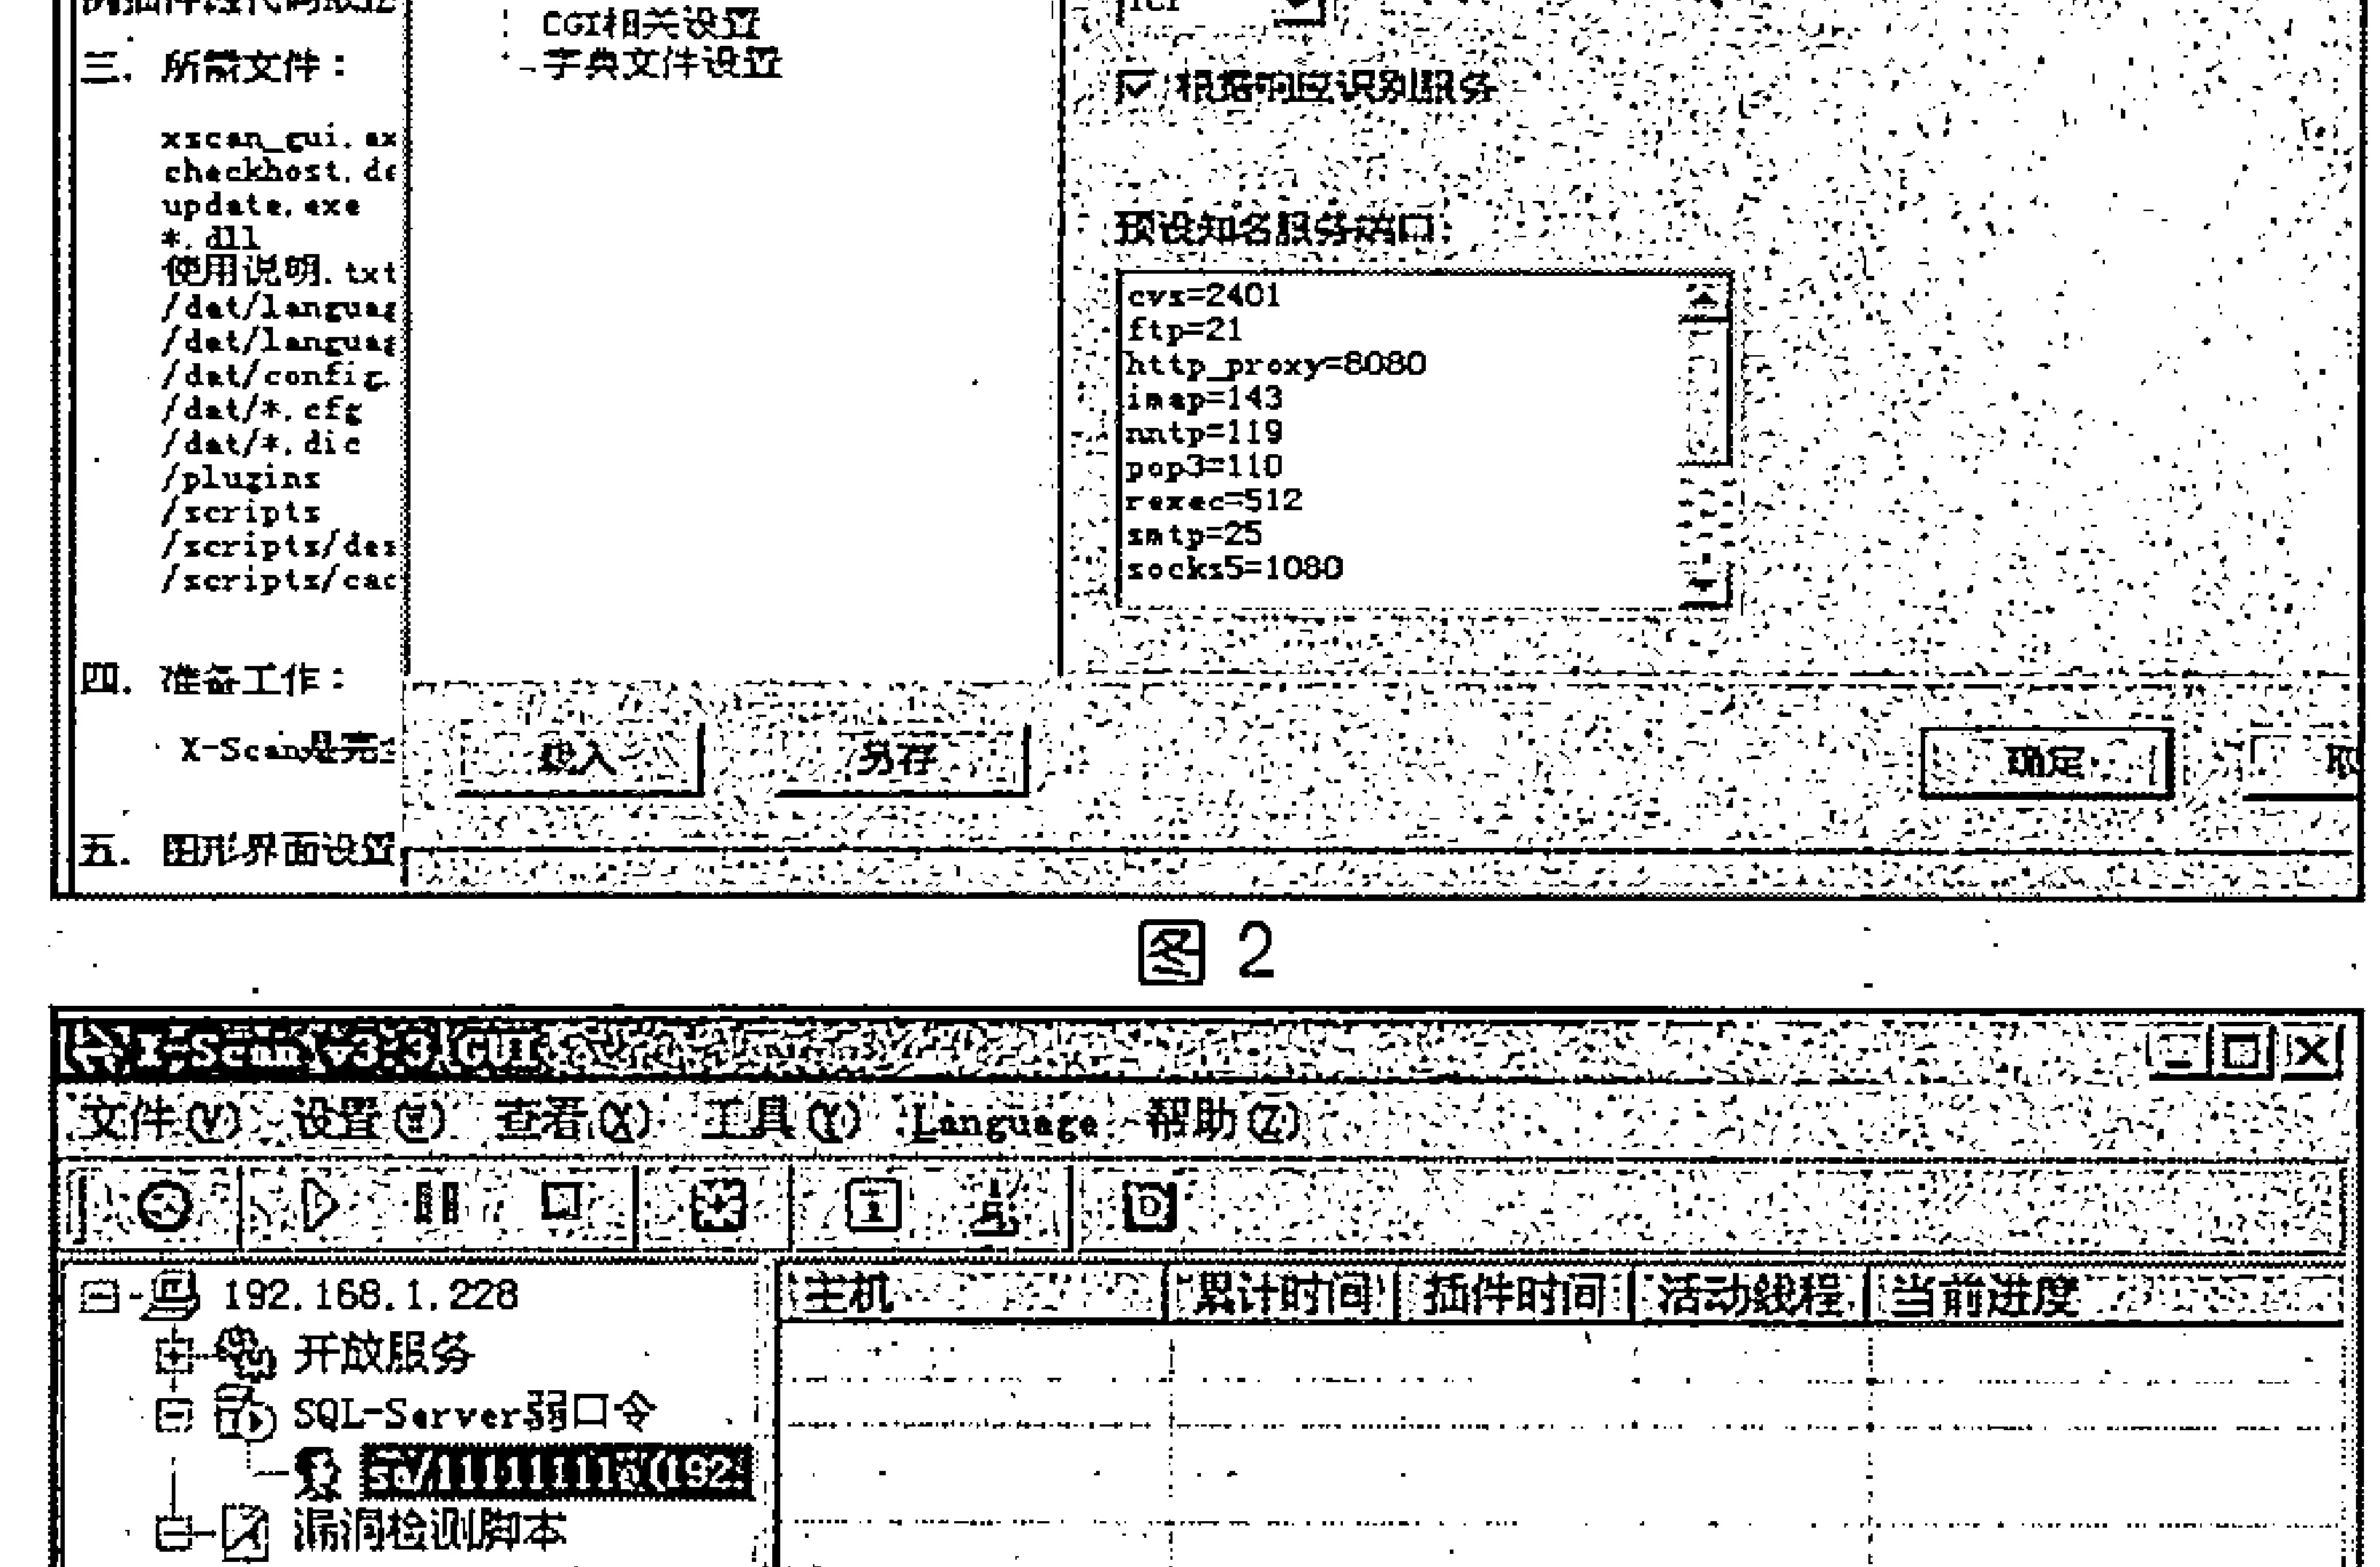 CGI相关设置
字典文件设置
三. 所需文件:
xscan_gui.ex
checkhost.da
update.exe
*.dll
使用说明.txt
/dat/languag
/dat/languag
/dat/config.
/dat/*.cfg
/dat/*.dic
/plugins
/scripts
/scripts/des
/scripts/cac
四. 准备工作:
X-Scan是完
五. 图形界面设置
TCP
根据响应识别服务
预设知名服务端口:
cvs=2401
ftp=21
http_proxy=8080
imap=143
nntp=119
pop3=110
rexec=512
smtp=25
socks5=1080
载入 另存 确定 取
图 2
X-Scan v3.3 GUI
文件(V) 设置(W) 查看(X) 工具(Y) Language 帮助(Z)
192.168.1.228
主机 累计时间 插件时间 活动线程 当前进度
开放服务
SQL-Server弱口令
漏洞检测脚本